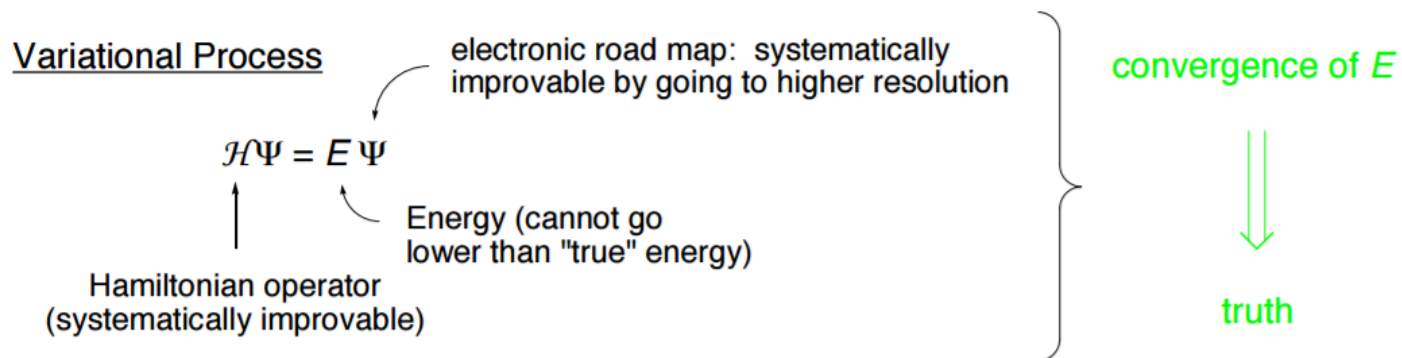 Variational Process
electronic road map: systematically
improvable by going to higher resolution
convergence of E
ℋΨ = E Ψ
Energy (cannot go
lower than "true" energy)
Hamiltonian operator
(systematically improvable)
truth